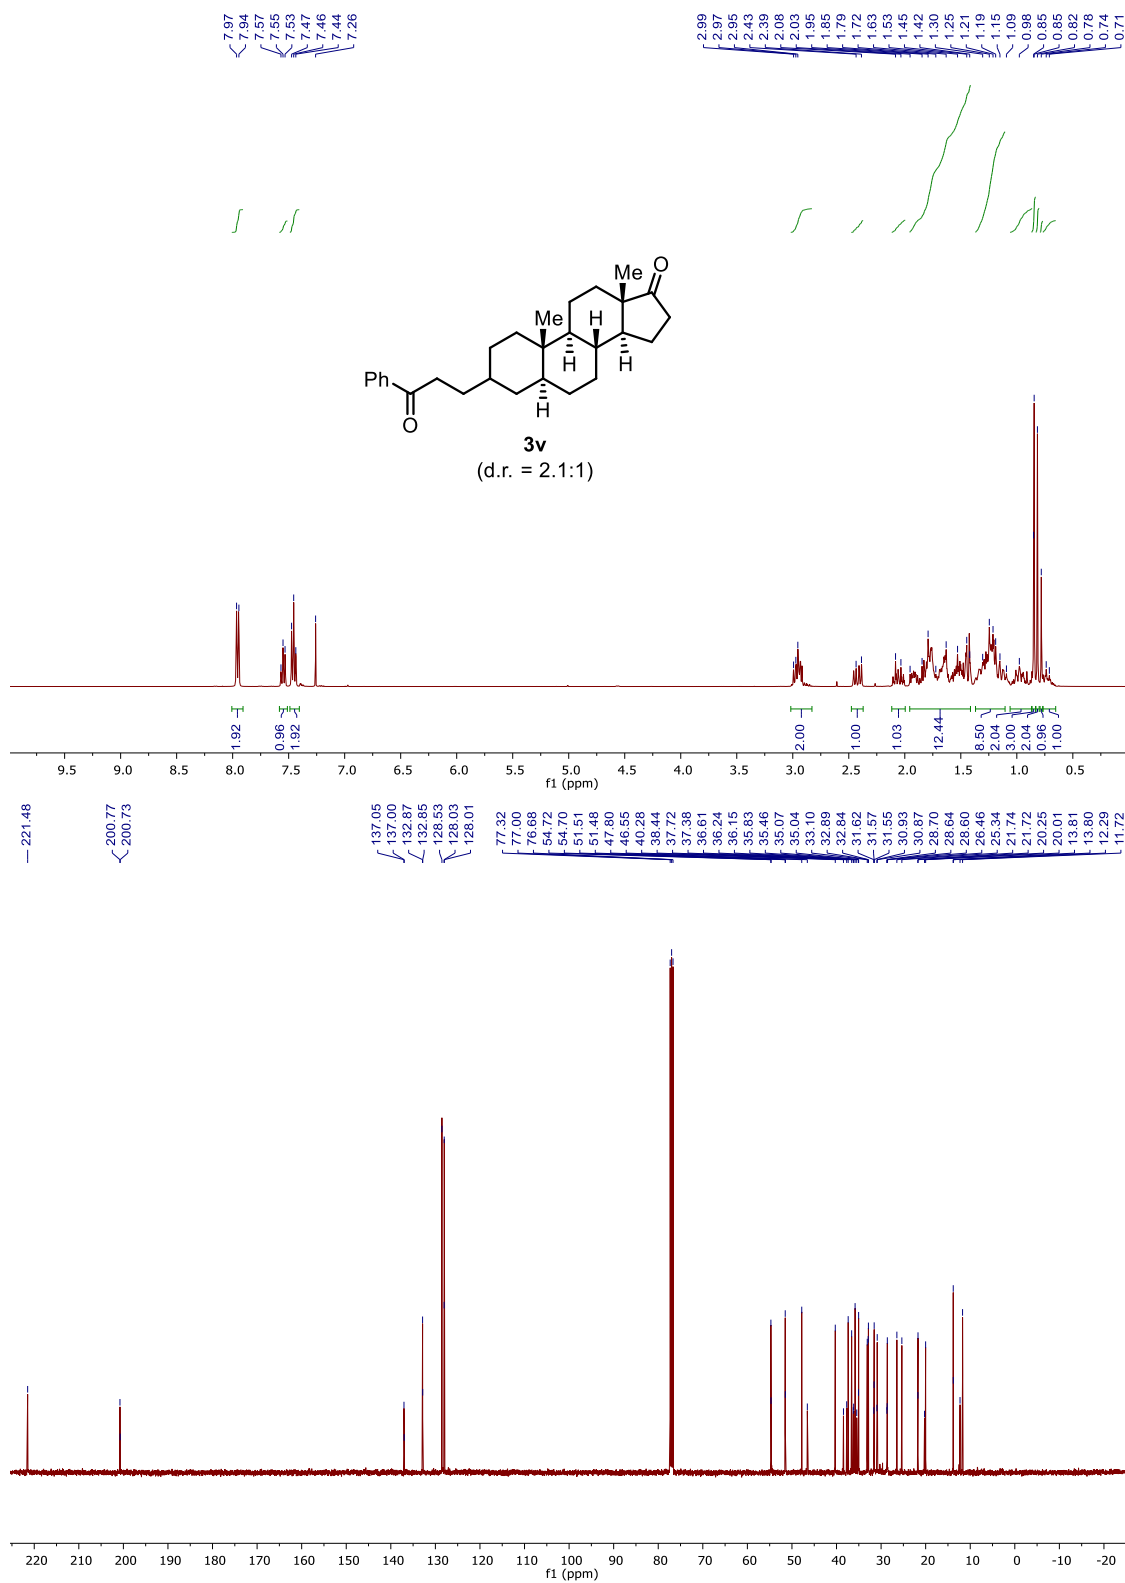 7.97 7.94 7.57 7.55 7.53 7.47 7.46 7.44 7.26 2.99 2.97 2.95 2.43 2.39 2.08 2.03 1.95 1.85 1.79 1.72 1.63 1.53 1.45 1.42 1.30 1.25 1.21 1.19 1.15 1.09 0.98 0.85 0.85 0.82 0.78 0.74 0.71
O
Me
Me H
H H
Ph
O H
3v
(d.r. = 2.1:1)
1.92 0.96 1.92 2.00 1.00 1.03 12.44 8.50 2.04 3.00 2.04 0.96 1.00
9.5 9.0 8.5 8.0 7.5 7.0 6.5 6.0 5.5 5.0 4.5 4.0 3.5 3.0 2.5 2.0 1.5 1.0 0.5
f1 (ppm)
221.48 200.77 200.73 137.05 137.00 132.87 132.85 128.53 128.03 128.01 77.32 77.00 76.68 54.72 54.70 51.51 51.48 47.80 46.55 40.28 38.44 37.72 37.38 36.61 36.24 36.15 35.83 35.46 35.07 35.04 33.10 32.89 32.84 31.62 31.57 31.55 30.93 30.87 28.70 28.64 28.60 26.46 25.34 21.74 21.72 20.25 20.01 13.81 13.80 12.29 11.72
220 210 200 190 180 170 160 150 140 130 120 110 100 90 80 70 60 50 40 30 20 10 0 -10 -20
f1 (ppm)